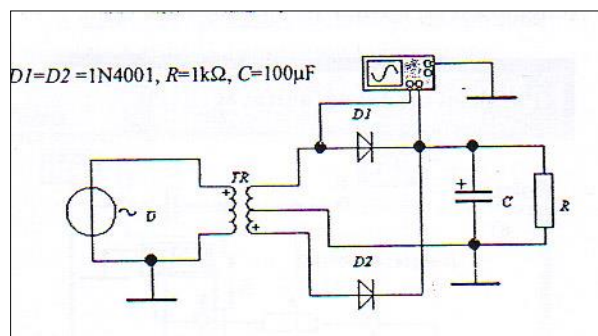 D1=D2 =1N4001, R=1kΩ, C=100µF
D1
TR
+
+
~ U
+
C
R
D2